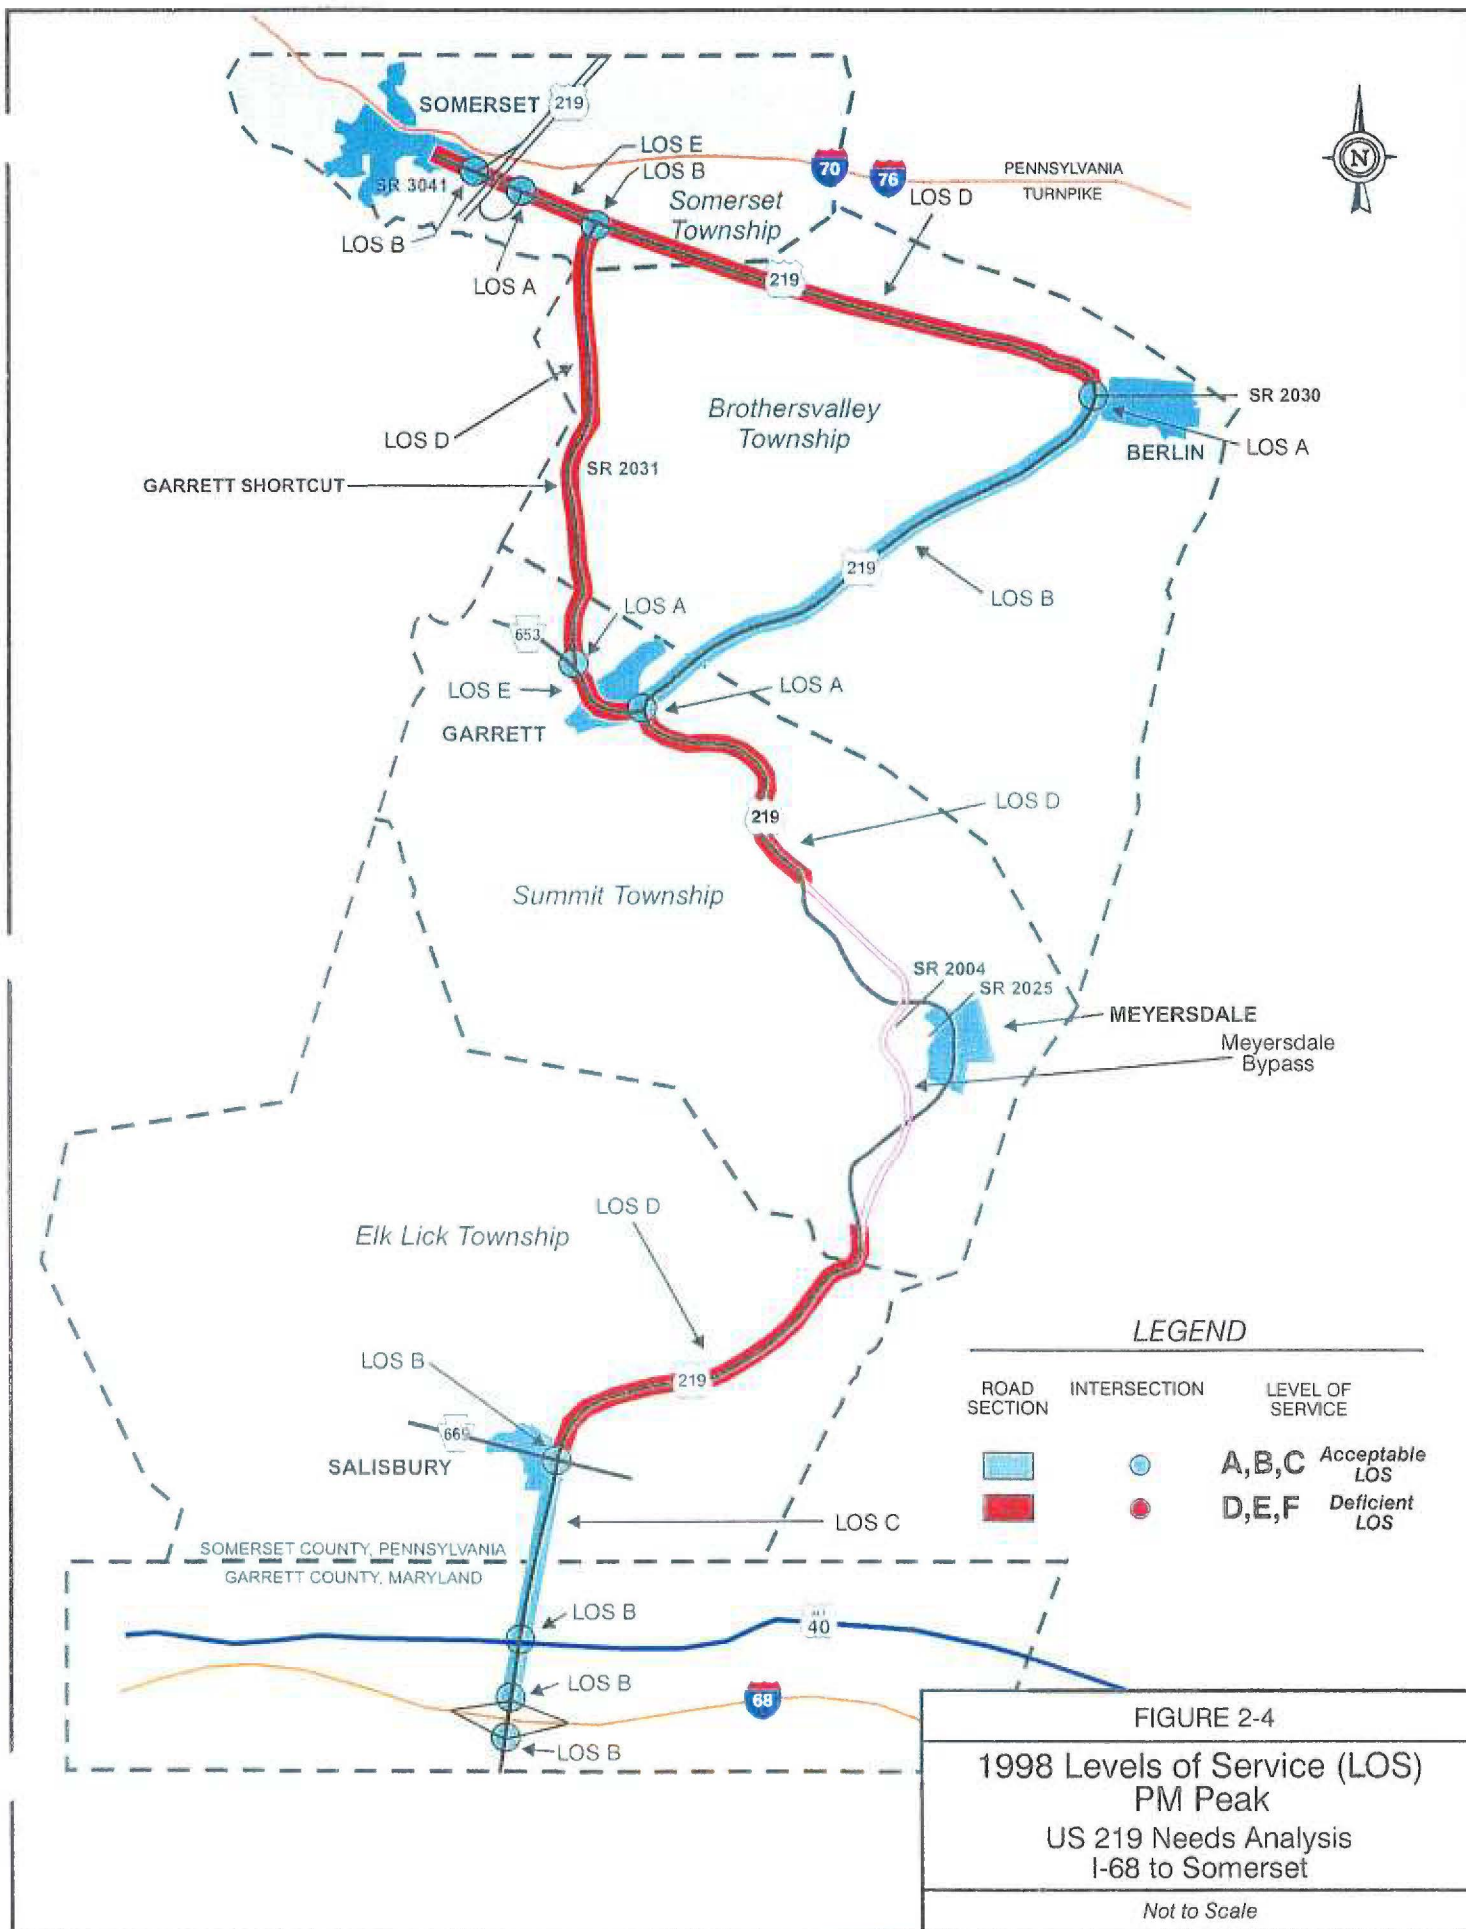 SOMERSET
219
LOS E
LOS B
70
76
PENNSYLVANIA
TURNPIKE
SR 3041
Somerset
Township
LOS D
LOS B
LOS A
219
SR 2030
LOS A
BERLIN
Brothersvalley
Township
LOS D
SR 2031
GARRETT SHORTCUT
219
LOS B
LOS A
653
LOS E
LOS A
GARRETT
LOS D
219
Summit Township
SR 2004
SR 2025
MEYERSDALE
Meyersdale
Bypass
LOS D
Elk Lick Township
LOS B
219
669
SALISBURY
LOS C
SOMERSET COUNTY, PENNSYLVANIA
GARRETT COUNTY, MARYLAND
LOS B
ALT
40
LOS B
68
LOS B
N
LEGEND
ROAD
SECTION
INTERSECTION
LEVEL OF
SERVICE
A,B,C Acceptable
LOS
D,E,F Deficient
LOS
FIGURE 2-4
1998 Levels of Service (LOS)
PM Peak
US 219 Needs Analysis
I-68 to Somerset
Not to Scale